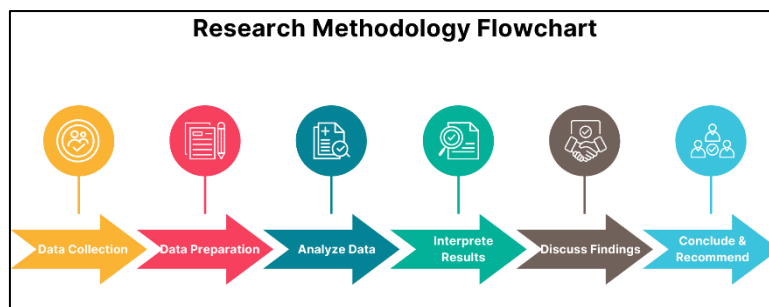 Research Methodology Flowchart
Data Collection
Data Preparation
Analyze Data
Interprete
Results
Discuss Findings
Conclude &
Recommend